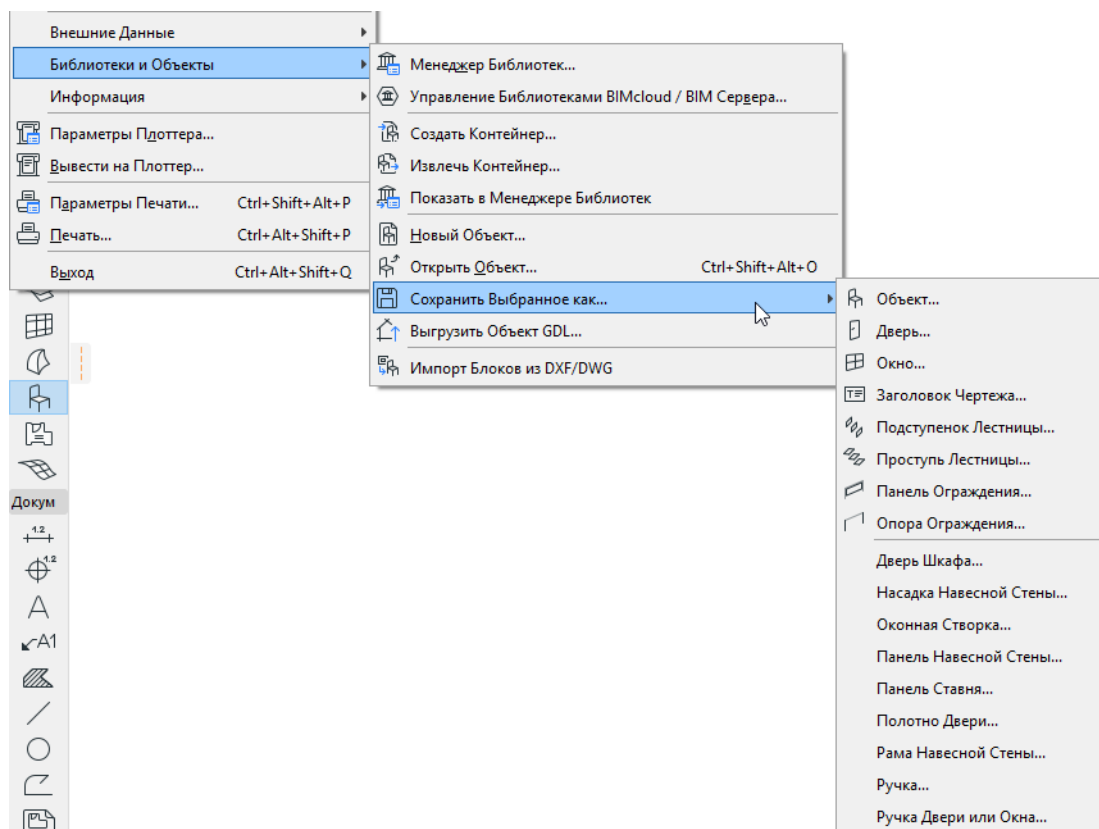 Внешние Данные
Библиотеки и Объекты
Информация
Параметры Плоттера...
Вывести на Плоттер...
Параметры Печати... Ctrl+Shift+Alt+P
Печать... Ctrl+Alt+Shift+P
Выход Ctrl+Alt+Shift+Q
Менеджер Библиотек...
Управление Библиотеками BIMcloud / BIM Сервера...
Создать Контейнер...
Извлечь Контейнер...
Показать в Менеджере Библиотек
Новый Объект...
Открыть Объект... Ctrl+Shift+Alt+O
Сохранить Выбранное как...
Выгрузить Объект GDL...
Импорт Блоков из DXF/DWG
Объект...
Дверь...
Окно...
Заголовок Чертежа...
Подступенок Лестницы...
Проступь Лестницы...
Панель Ограждения...
Опора Ограждения...
Дверь Шкафа...
Насадка Навесной Стены...
Оконная Створка...
Панель Навесной Стены...
Панель Ставня...
Полотно Двери...
Рама Навесной Стены...
Ручка...
Ручка Двери или Окна...
Докум
1.2
1.2
A
A1